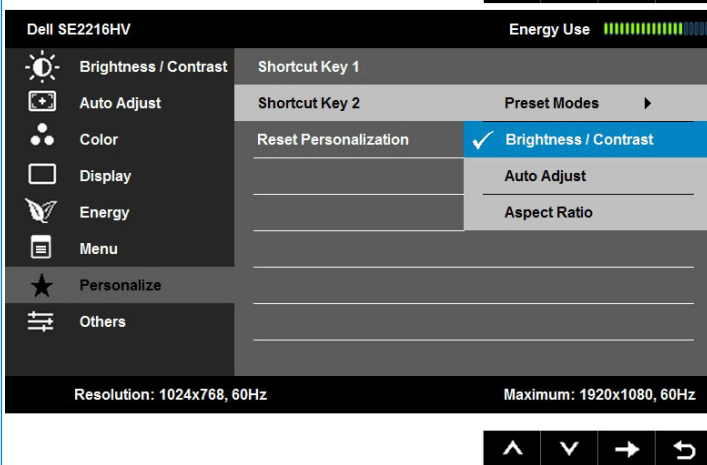 Dell SE2216HV Energy Use
Brightness / Contrast Shortcut Key 1
Auto Adjust Shortcut Key 2 Preset Modes
Color Reset Personalization Brightness / Contrast
Display Auto Adjust
Energy Aspect Ratio
Menu
Personalize
Others
Resolution: 1024x768, 60Hz Maximum: 1920x1080, 60Hz